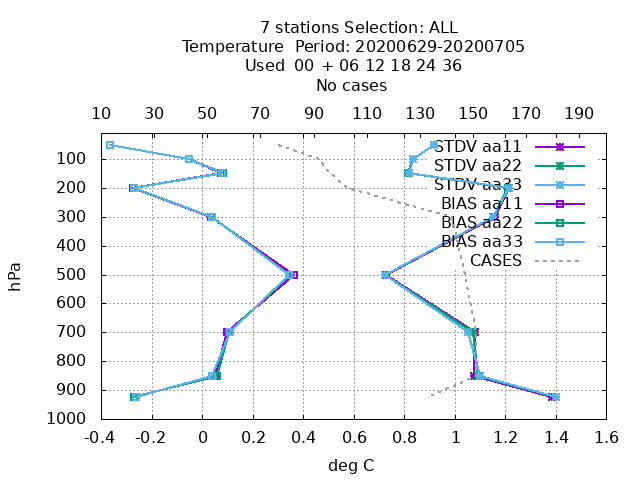 7 stations Selection: ALL
Temperature  Period: 20200629-20200705
Used  00 + 06 12 18 24 36
No cases
10 30 50 70 90 110 130 150 170 190
STDV aa11
100
STDV aa22
STDV aa33
200
BIAS aa11
300
BIAS aa22
BIAS aa33
400
CASES
hPa
500
600
700
800
900
1000
-0.4 -0.2 0 0.2 0.4 0.6 0.8 1 1.2 1.4 1.6
deg C